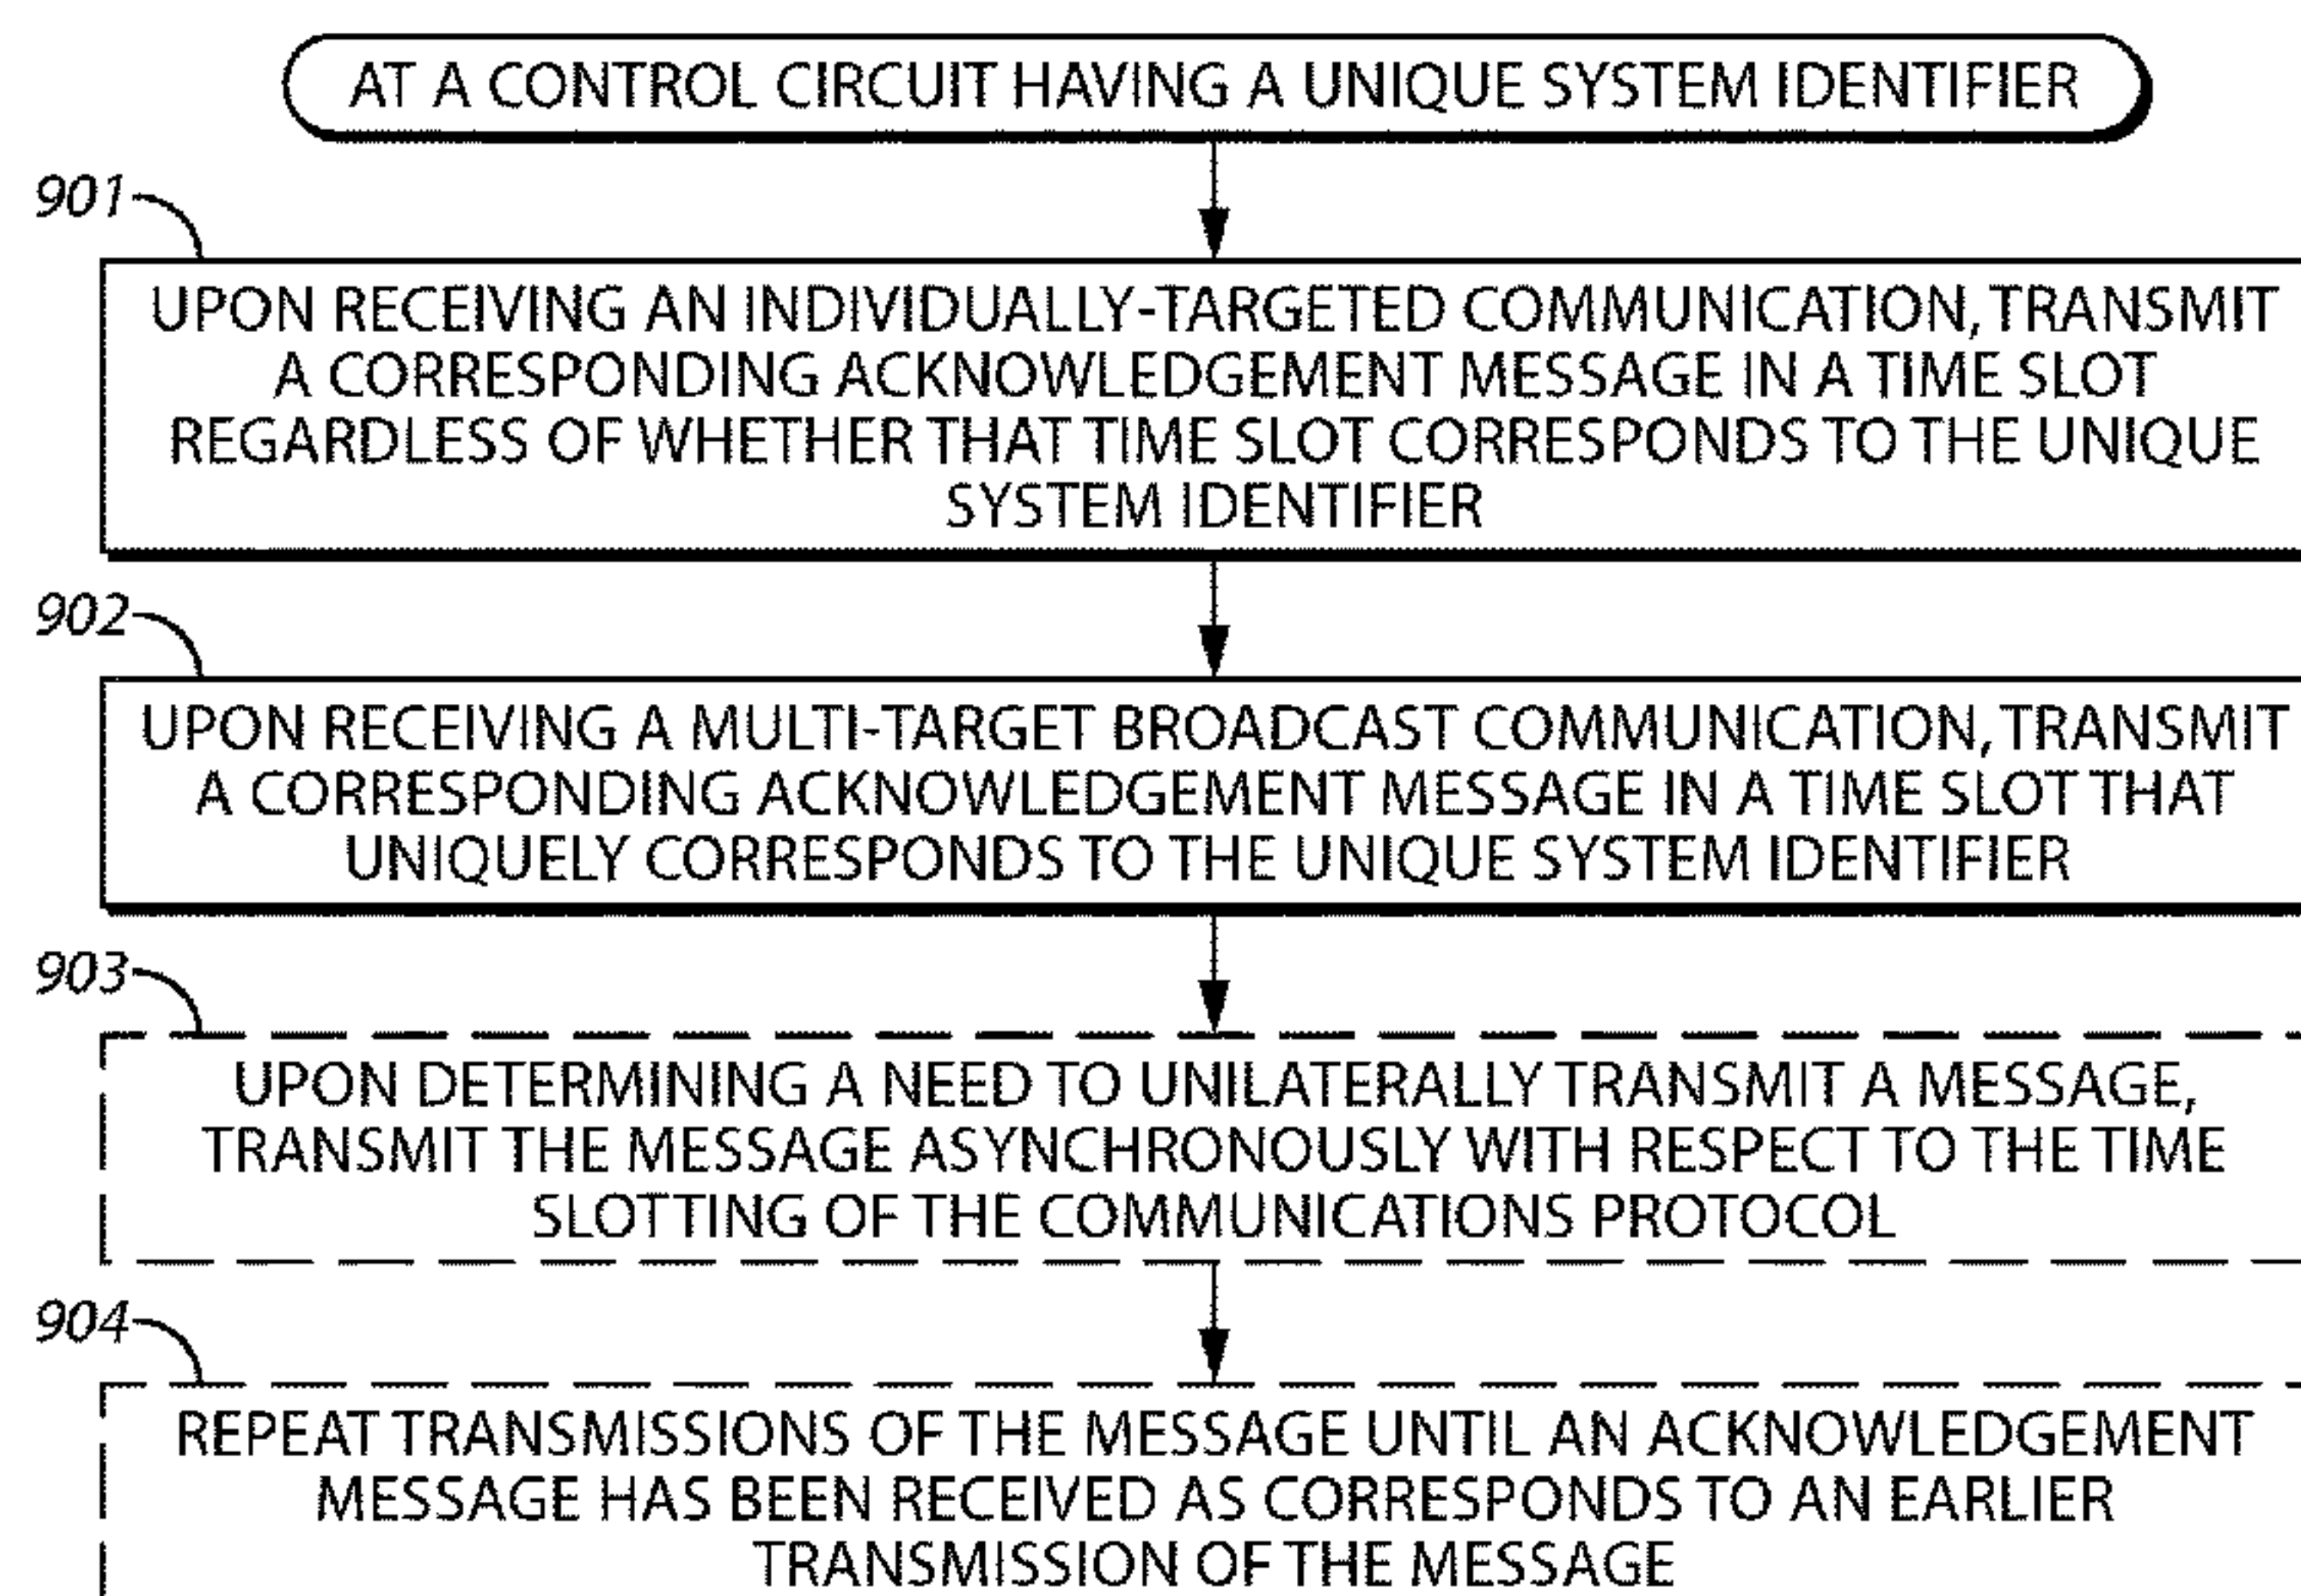 AT A CONTROL CIRCUIT HAVING A UNIQUE SYSTEM IDENTIFIER
901
UPON RECEIVING AN INDIVIDUALLY-TARGETED COMMUNICATION, TRANSMIT
A CORRESPONDING ACKNOWLEDGEMENT MESSAGE IN A TIME SLOT
REGARDLESS OF WHETHER THAT TIME SLOT CORRESPONDS TO THE UNIQUE
SYSTEM IDENTIFIER
902
UPON RECEIVING A MULTI-TARGET BROADCAST COMMUNICATION, TRANSMIT
A CORRESPONDING ACKNOWLEDGEMENT MESSAGE IN A TIME SLOT THAT
UNIQUELY CORRESPONDS TO THE UNIQUE SYSTEM IDENTIFIER
903
UPON DETERMINING A NEED TO UNILATERALLY TRANSMIT A MESSAGE,
TRANSMIT THE MESSAGE ASYNCHRONOUSLY WITH RESPECT TO THE TIME
SLOTTING OF THE COMMUNICATIONS PROTOCOL
904
REPEAT TRANSMISSIONS OF THE MESSAGE UNTIL AN ACKNOWLEDGEMENT
MESSAGE HAS BEEN RECEIVED AS CORRESPONDS TO AN EARLIER
TRANSMISSION OF THE MESSAGE